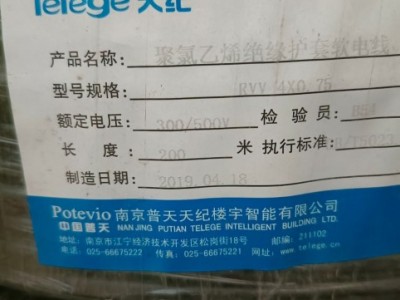 Telege 天纪
产品名称: 聚氯乙烯绝缘护套软电线
型号规格: RVV 4X0.75
额定电压: 300/500V 检验员:
长度: 200 米 执行标准:
制造日期: 2019.04.18
Potevio 南京普天天纪楼宇智能有限公司
中国普天 NANJING PUTIAN TELEGE INTELLIGENT BUILDING LTD.
地址: 南京市江宁经济技术开发区松岗街18号 邮编: 211102
电话: 025-66675222 传真: 025-66675221 网址: www.telege.cn